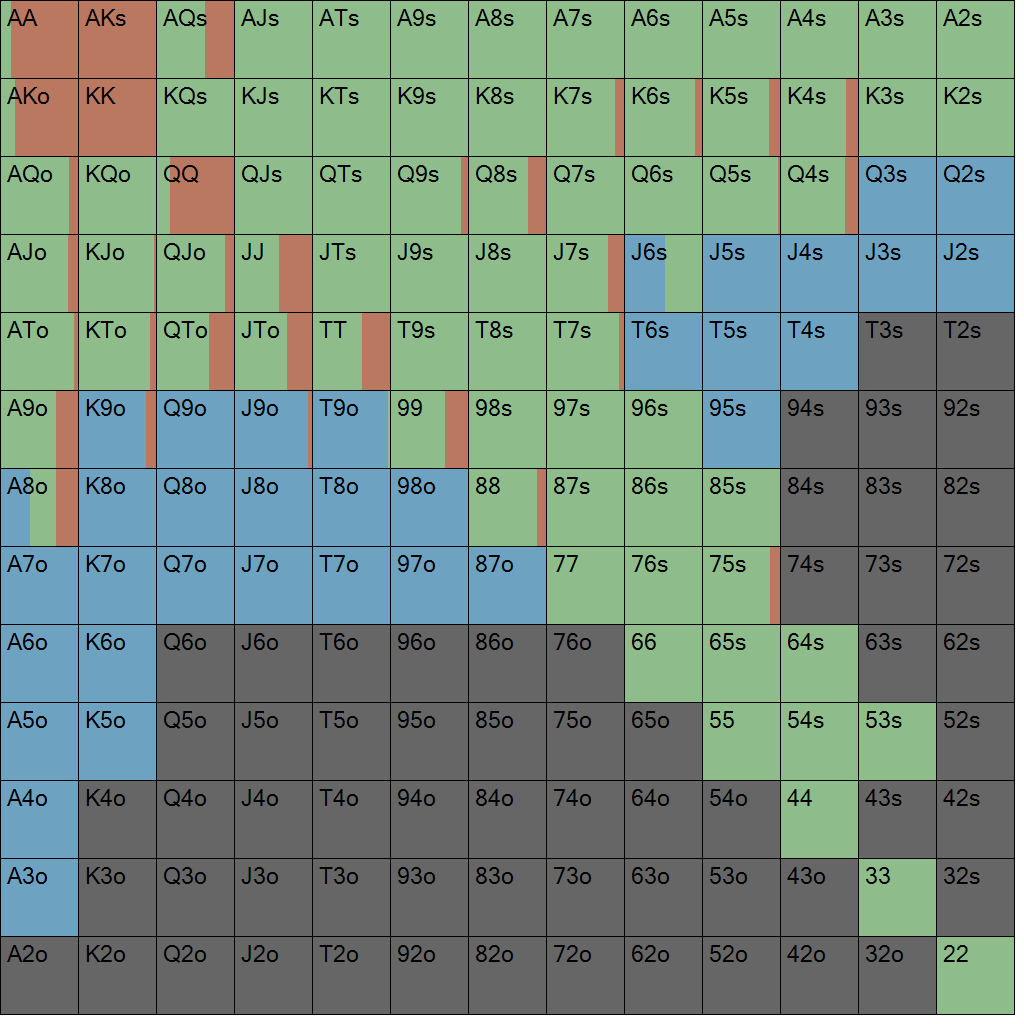 AA AKs AQs AJs ATs A9s A8s A7s A6s A5s A4s A3s A2s
AKo KK KQs KJs KTs K9s K8s K7s K6s K5s K4s K3s K2s
AQo KQo QQ QJs QTs Q9s Q8s Q7s Q6s Q5s Q4s Q3s Q2s
AJo KJo QJo JJ JTs J9s J8s J7s J6s J5s J4s J3s J2s
ATo KTo QTo JTo TT T9s T8s T7s T6s T5s T4s T3s T2s
A9o K9o Q9o J9o T9o 99 98s 97s 96s 95s 94s 93s 92s
A8o K8o Q8o J8o T8o 98o 88 87s 86s 85s 84s 83s 82s
A7o K7o Q7o J7o T7o 97o 87o 77 76s 75s 74s 73s 72s
A6o K6o Q6o J6o T6o 96o 86o 76o 66 65s 64s 63s 62s
A5o K5o Q5o J5o T5o 95o 85o 75o 65o 55 54s 53s 52s
A4o K4o Q4o J4o T4o 94o 84o 74o 64o 54o 44 43s 42s
A3o K3o Q3o J3o T3o 93o 83o 73o 63o 53o 43o 33 32s
A2o K2o Q2o J2o T2o 92o 82o 72o 62o 52o 42o 32o 22